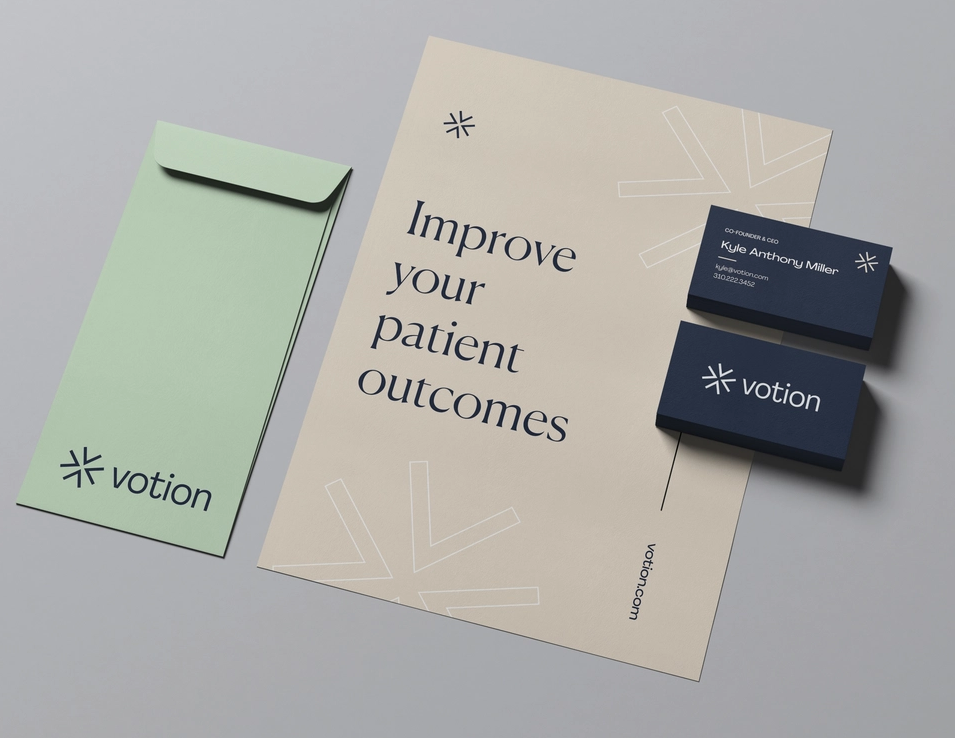 votion
Improve
your
patient
outcomes
votion.com
CO-FOUNDER & CEO
Kyle Anthony Miller
kyle@votion.com
310.222.3452
votion